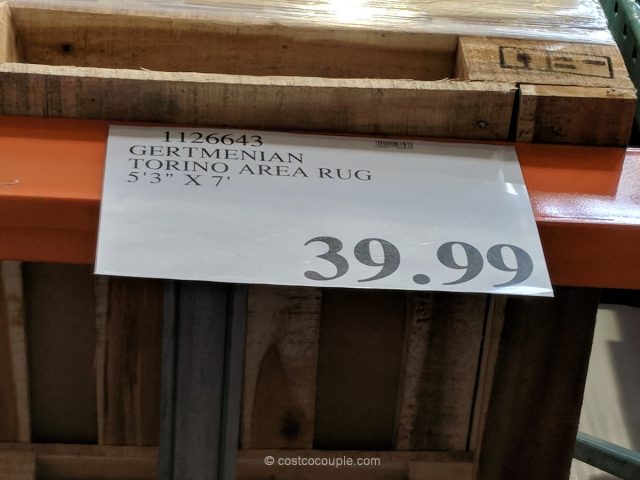 1126643
GERTMENIAN
TORINO AREA RUG
5'3" X 7'
39.99
© costcocouple.com